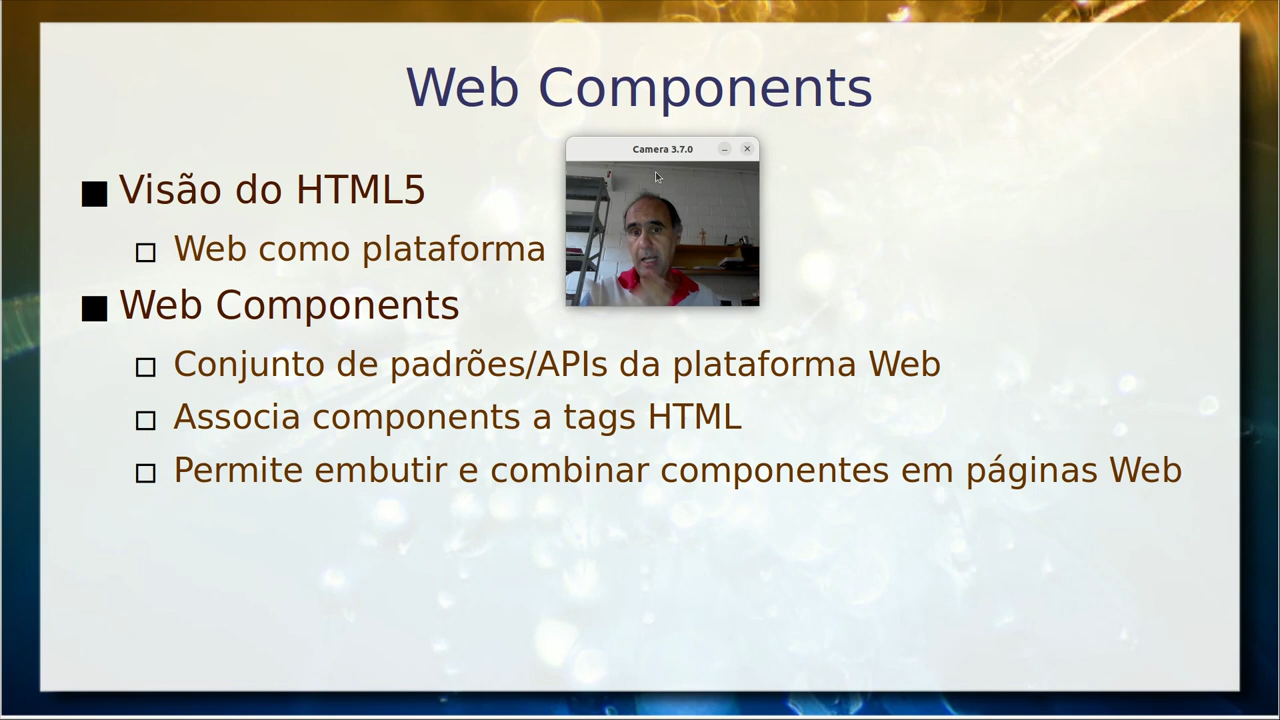 Web Components
Camera 3.7.0
Visão do HTML5
Web como plataforma
Web Components
Conjunto de padrões/APIs da plataforma Web
Associa components a tags HTML
Permite embutir e combinar componentes em páginas Web